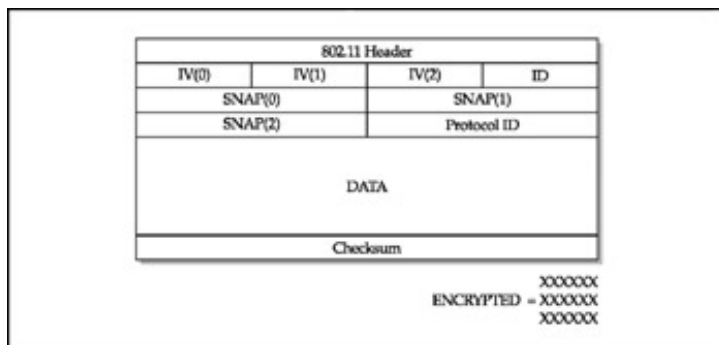 802.11 Header
IV(0) IV(1) IV(2) ID
SNAP(0) SNAP(1)
SNAP(2) Protocol ID
DATA
Checksum
XXXXXX
ENCRYPTED = XXXXXX
XXXXXX